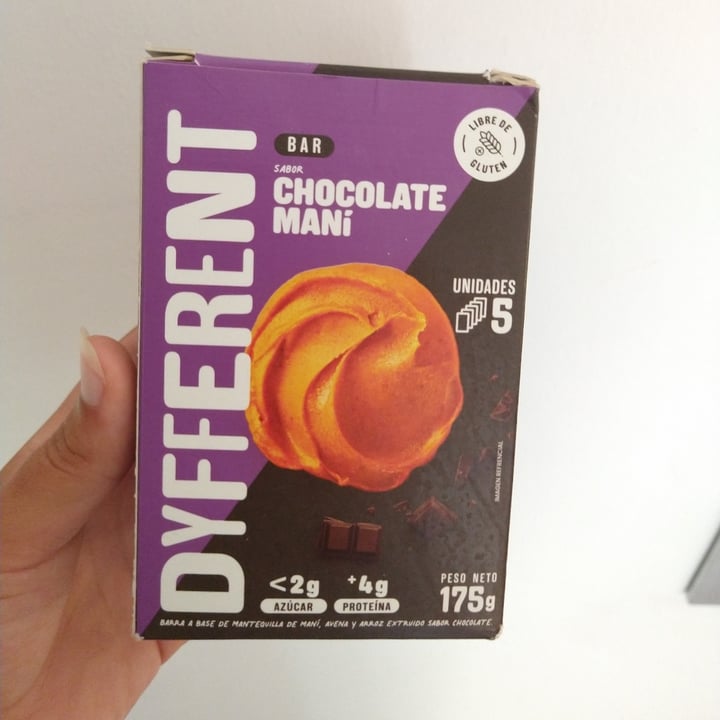 DYFFERENT
BAR
SABOR
CHOCOLATE
MANÍ
LIBRE DE
GLUTEN
UNIDADES
5
IMAGEN REFRENCIAL
<2g
AZÚCAR
+4g
PROTEÍNA
PESO NETO
175g
BARRA A BASE DE MANTEQUILLA DE MANÍ, AVENA Y ARROZ EXTRUIDO SABOR CHOCOLATE.